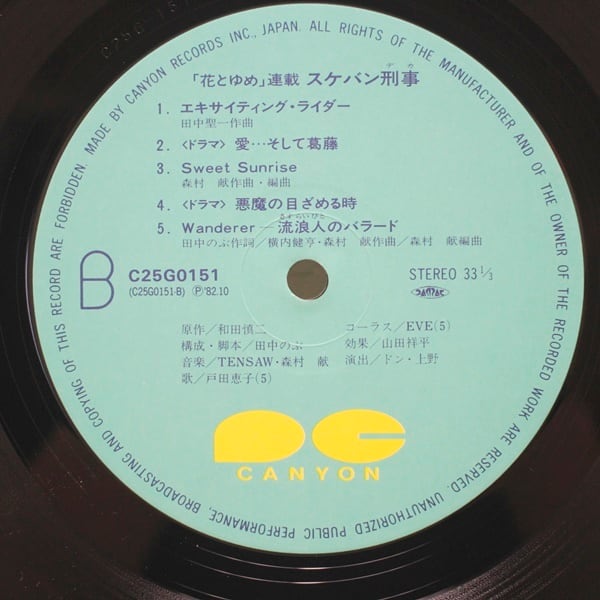 MADE BY CANYON RECORDS INC., JAPAN. ALL RIGHTS OF THE MANUFACTURER AND OF THE OWNER OF THE RECORDED WORK ARE RESERVED. UNAUTHORIZED PUBLIC PERFORMANCE, BROADCASTING AND COPYING OF THIS RECORD ARE FORBIDDEN.
デカ
「花とゆめ」連載 スケバン刑事
1. エキサイティング・ライダー
田中聖一作曲
2. 〈ドラマ〉 愛…そして葛藤
3. Sweet Sunrise
森村 献作曲・編曲
4. 〈ドラマ〉 悪魔の目ざめる時
さすらいびと
5. Wanderer ─ 流浪人のバラード
田中のぶ作詞/横内健亨・森村 献作曲/森村 献編曲
B C25G0151 STEREO 33 1/3
(C25G0151-B) Ⓟ'82.10
原作/和田慎二 コーラス/EVE(5)
構成・脚本/田中のぶ 効果/山田祥平
音楽/TENSAW・森村 献 演出/ドン・上野
歌/戸田恵子(5)
CANYON